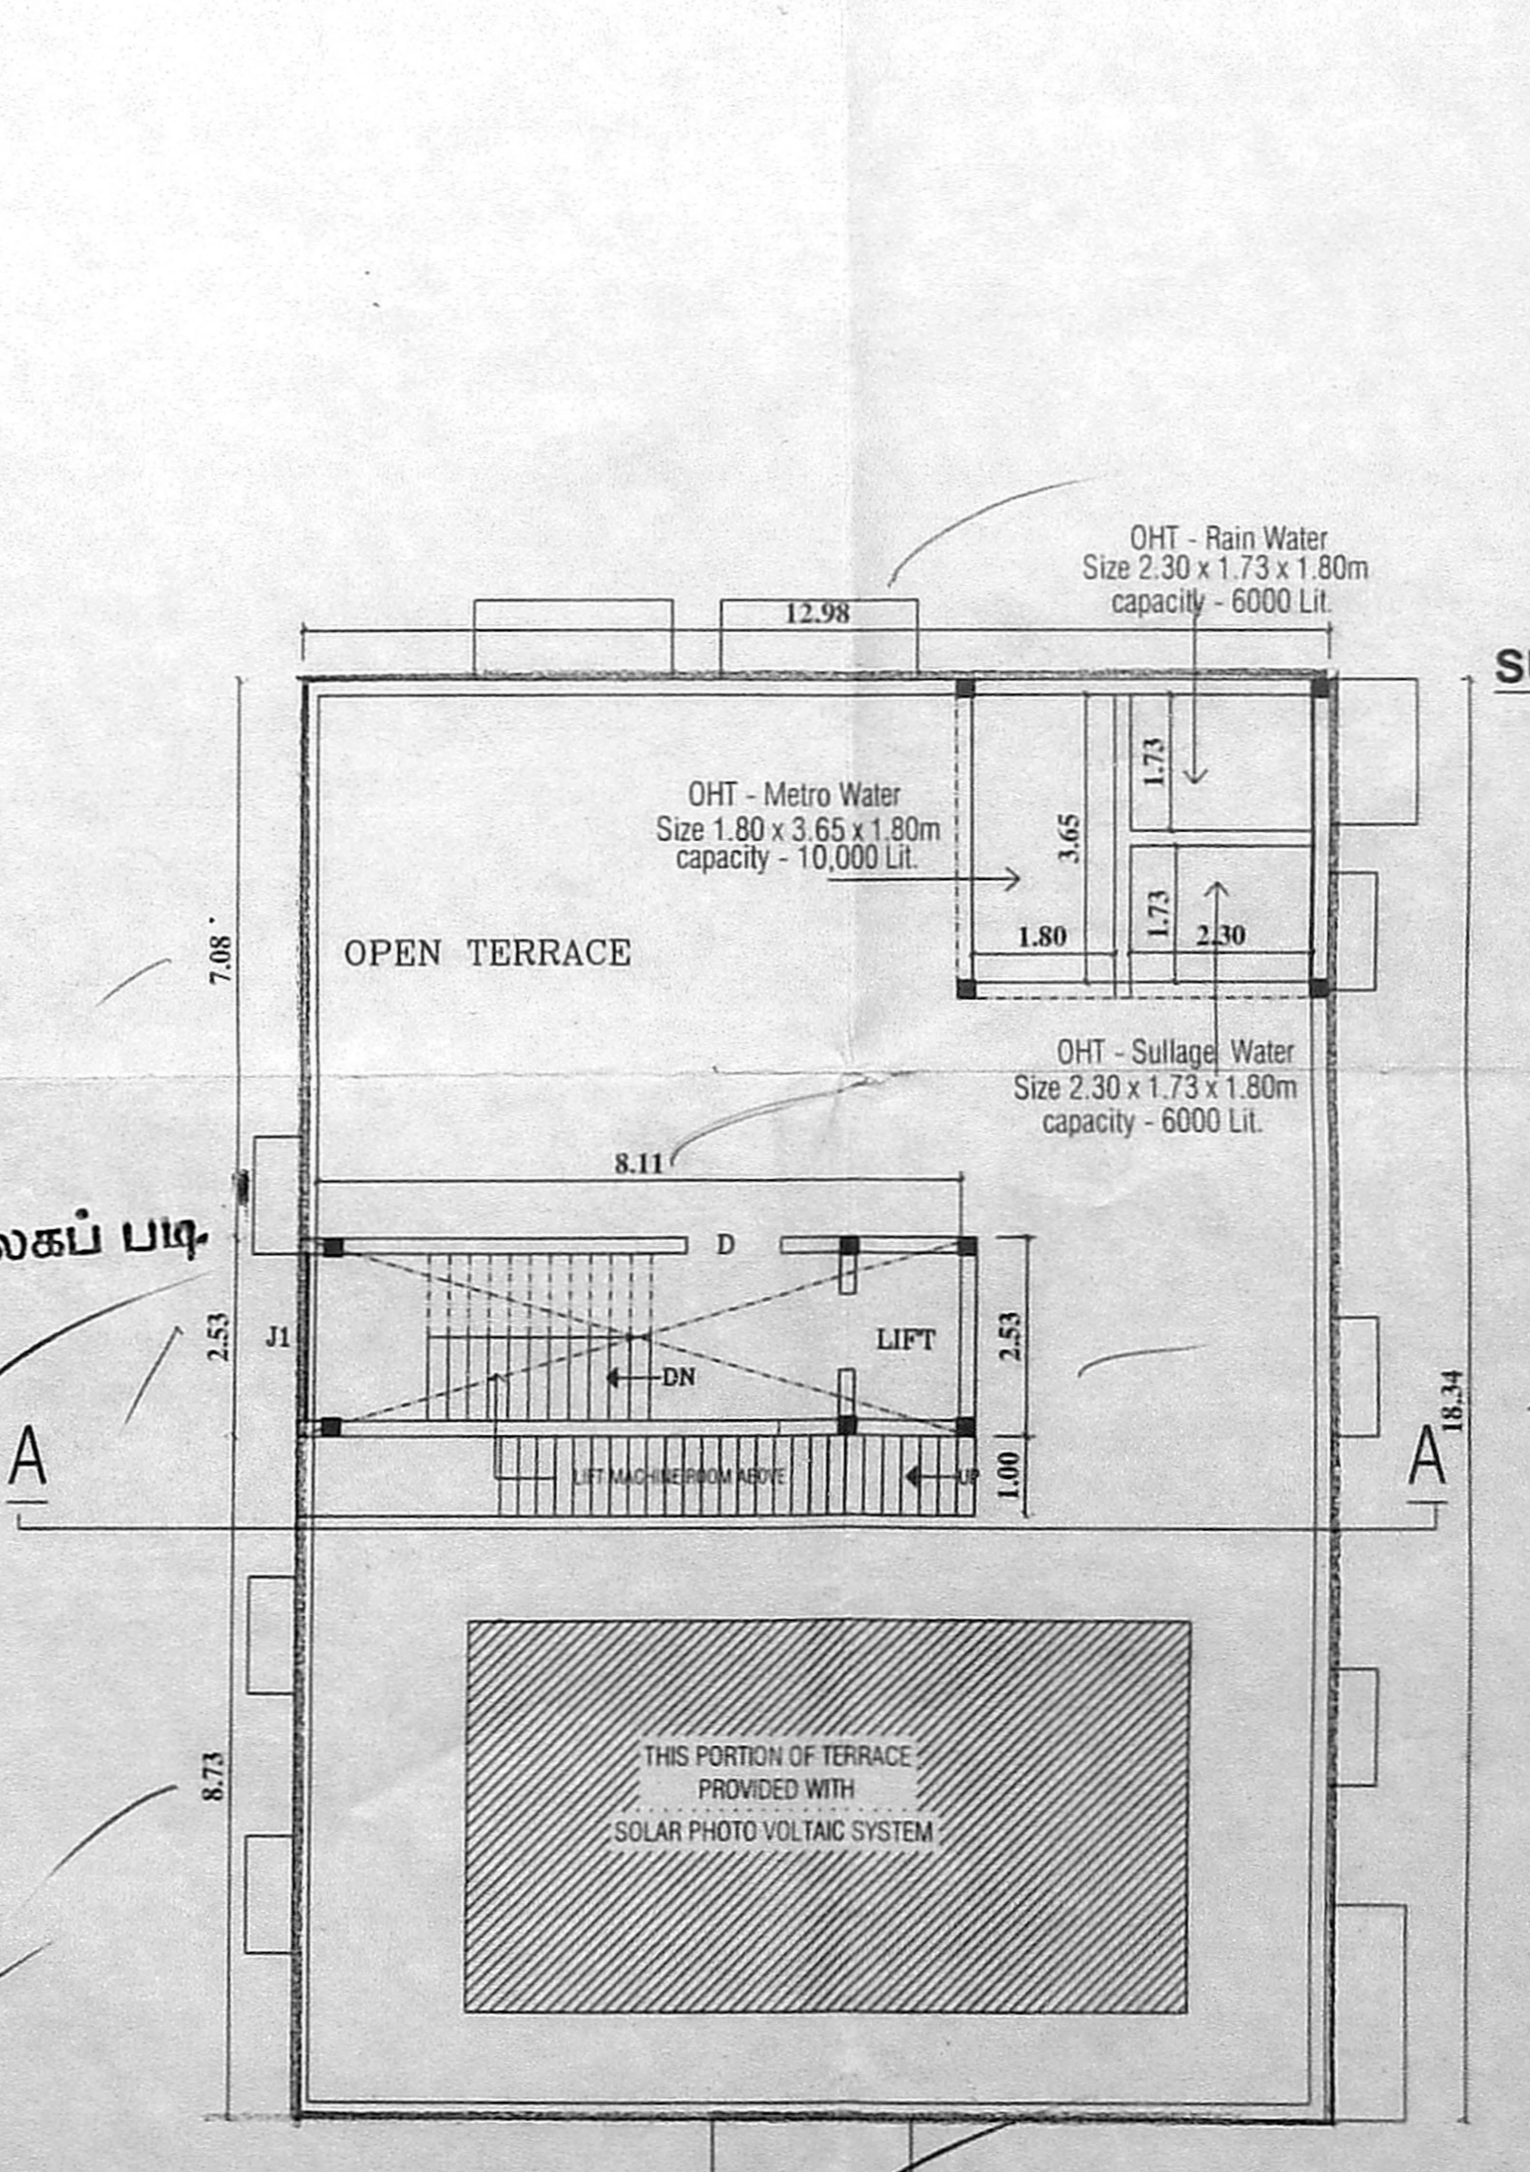 OHT - Rain Water
Size 2.30 x 1.73 x 1.80m
capacity - 6000 Lit.
12.98
OHT - Metro Water
Size 1.80 x 3.65 x 1.80m
capacity - 10,000 Lit.
1.73
3.65
1.73
1.80
2.30
7.08
OPEN TERRACE
OHT - Sullage Water
Size 2.30 x 1.73 x 1.80m
capacity - 6000 Lit.
8.11
D
படி.
2.53
J1
LIFT
2.53
DN
18.34
A
A
LIFT MACHINE ROOM ABOVE
UP
1.00
THIS PORTION OF TERRACE
PROVIDED WITH
SOLAR PHOTO VOLTAIC SYSTEM
8.73